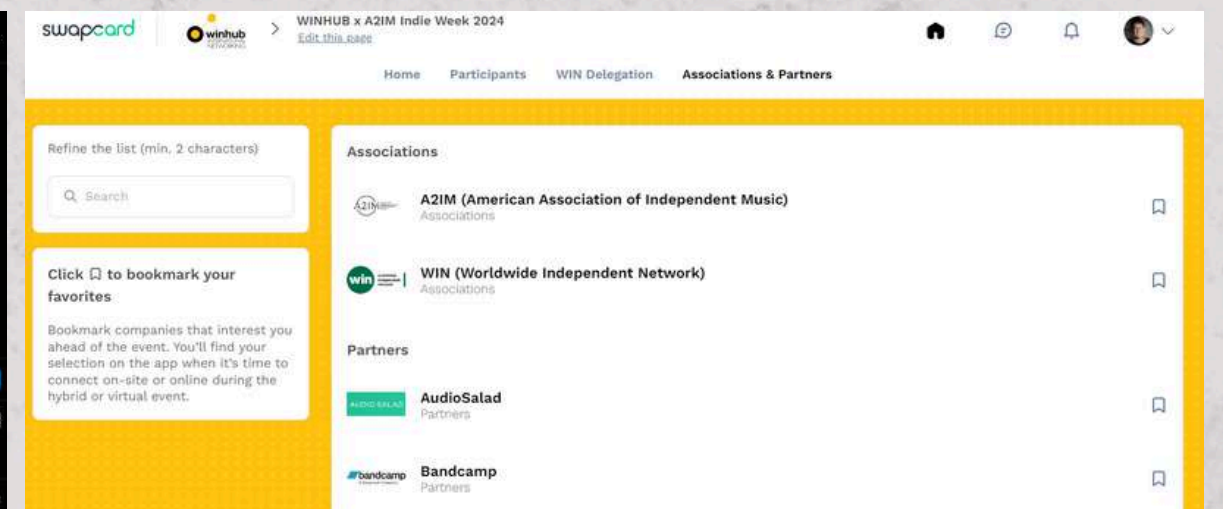 swapcard
winhub
NETWORKING
>
WINHUB x A2IM Indie Week 2024
Edit this page
Home Participants WIN Delegation Associations & Partners
Refine the list (min. 2 characters)
Search
Click to bookmark your
favorites
Bookmark companies that interest you
ahead of the event. You'll find your
selection on the app when it's time to
connect on-site or online during the
hybrid or virtual event.
Associations
A2IM
A2IM (American Association of Independent Music)
Associations
win
WIN (Worldwide Independent Network)
Associations
Partners
AUDIO SALAD
AudioSalad
Partners
bandcamp
Bandcamp
Partners